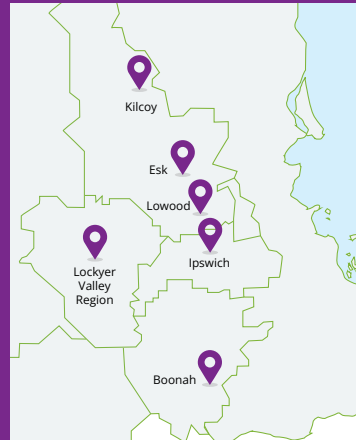 Kilcoy
Esk
Lowood
Ipswich
Lockyer
Valley
Region
Boonah